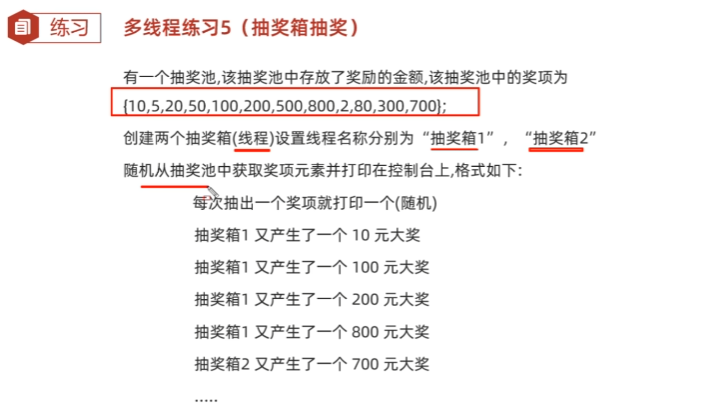 练习
多线程练习5（抽奖箱抽奖）
有一个抽奖池,该抽奖池中存放了奖励的金额,该抽奖池中的奖项为
{10,5,20,50,100,200,500,800,2,80,300,700};
创建两个抽奖箱(线程)设置线程名称分别为“抽奖箱1”，“抽奖箱2”
随机从抽奖池中获取奖项元素并打印在控制台上,格式如下:
每次抽出一个奖项就打印一个(随机)
抽奖箱1 又产生了一个 10 元大奖
抽奖箱1 又产生了一个 100 元大奖
抽奖箱1 又产生了一个 200 元大奖
抽奖箱1 又产生了一个 800 元大奖
抽奖箱2 又产生了一个 700 元大奖
.....